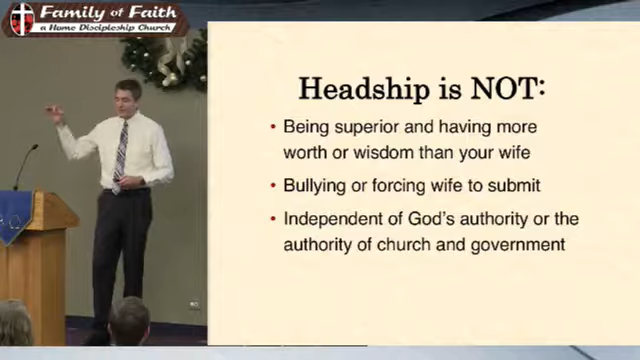 Family of Faith
a Home Discipleship Church
Headship is NOT:
• Being superior and having more
worth or wisdom than your wife
• Bullying or forcing wife to submit
• Independent of God's authority or the
authority of church and government